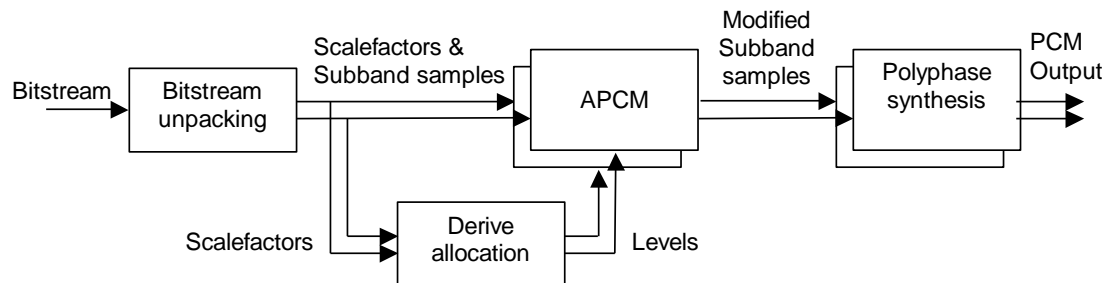 Bitstream
Bitstream
unpacking
Scalefactors &
Subband samples
APCM
Modified
Subband
samples
Polyphase
synthesis
PCM
Output
Scalefactors
Derive
allocation
Levels